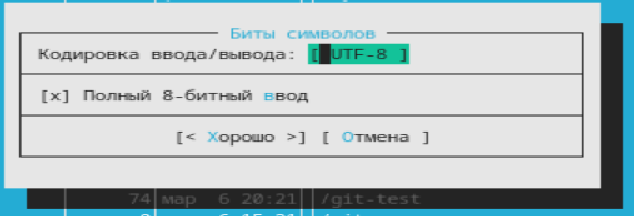 Биты символов
Кодировка ввода/вывода: [ UTF-8 ]
[x] Полный 8-битный ввод
[< Хорошо >] [ Отмена ]
74 мар 6 20:21 /git-test